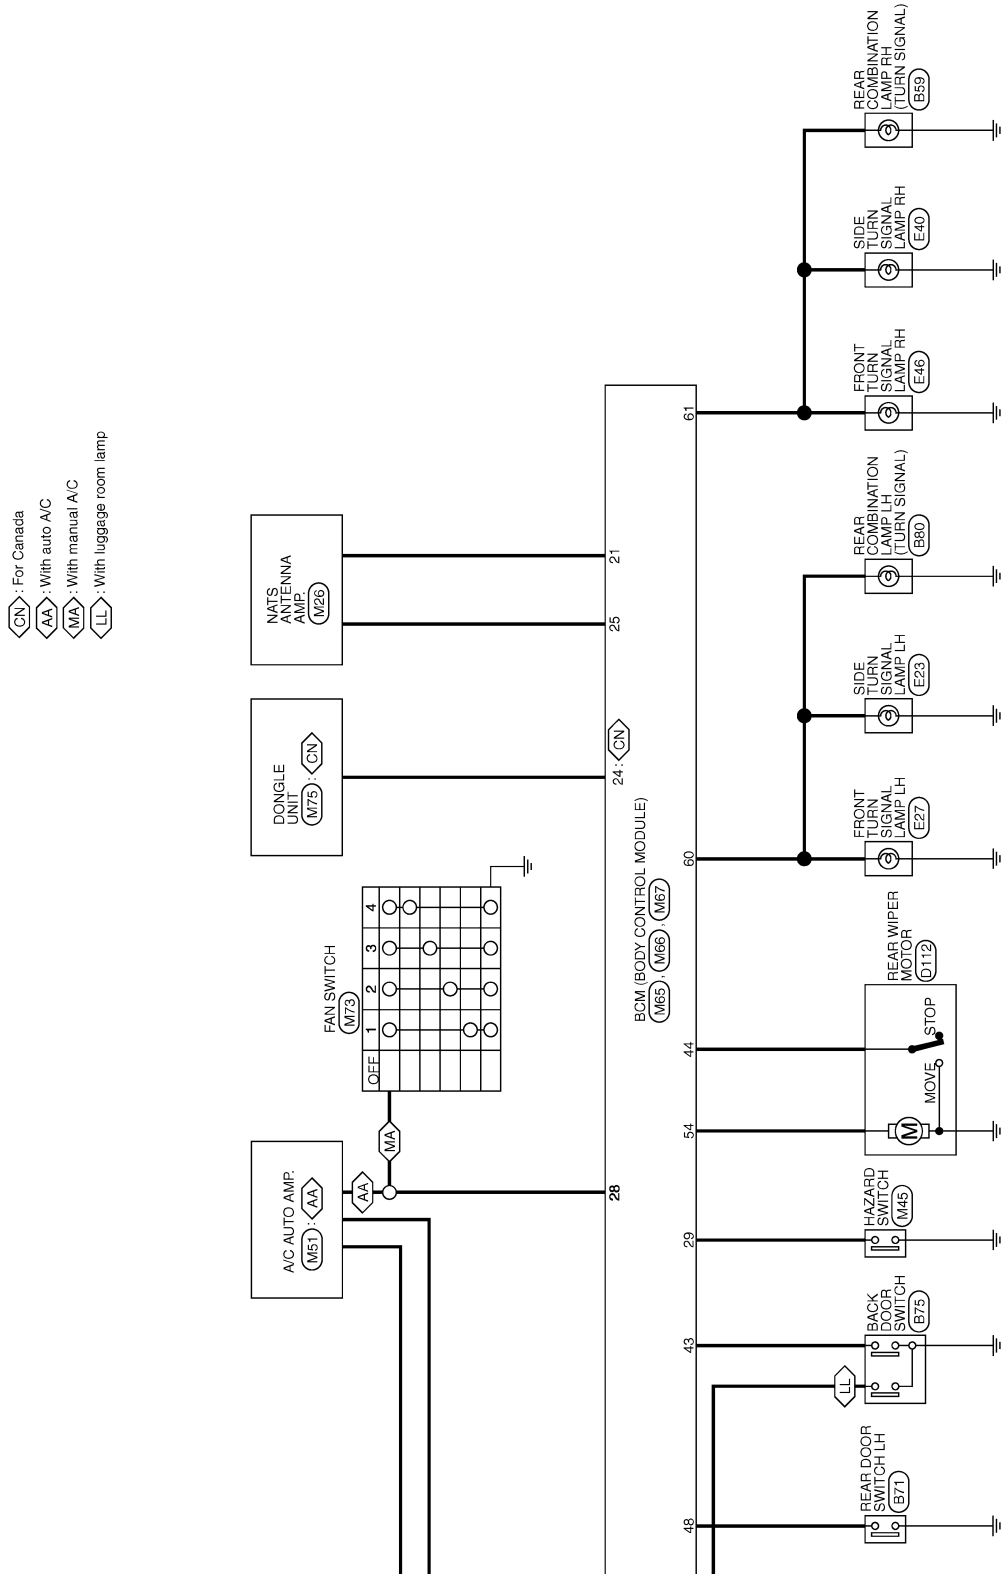 CN : For Canada
AA : With auto A/C
MA : With manual A/C
LL : With luggage room lamp
A/C AUTO AMP.
M51 : AA
AA
MA
FAN SWITCH
M73
OFF 1 2 3 4
DONGLE
UNIT
M75 : CN
NATS
ANTENNA
AMP.
M26
28
24 : CN
25
21
BCM (BODY CONTROL MODULE)
M65 , M66 , M67
48
43
29
54
44
60
61
LL
REAR DOOR
SWITCH LH
B71
BACK
DOOR
SWITCH
B75
HAZARD
SWITCH
M45
REAR WIPER
MOTOR
D112
M
MOVE
STOP
FRONT
TURN
SIGNAL
LAMP LH
E27
SIDE
TURN
SIGNAL
LAMP LH
E23
REAR
COMBINATION
LAMP LH
(TURN SIGNAL)
B80
FRONT
TURN
SIGNAL
LAMP RH
E46
SIDE
TURN
SIGNAL
LAMP RH
E40
REAR
COMBINATION
LAMP RH
(TURN SIGNAL)
B59